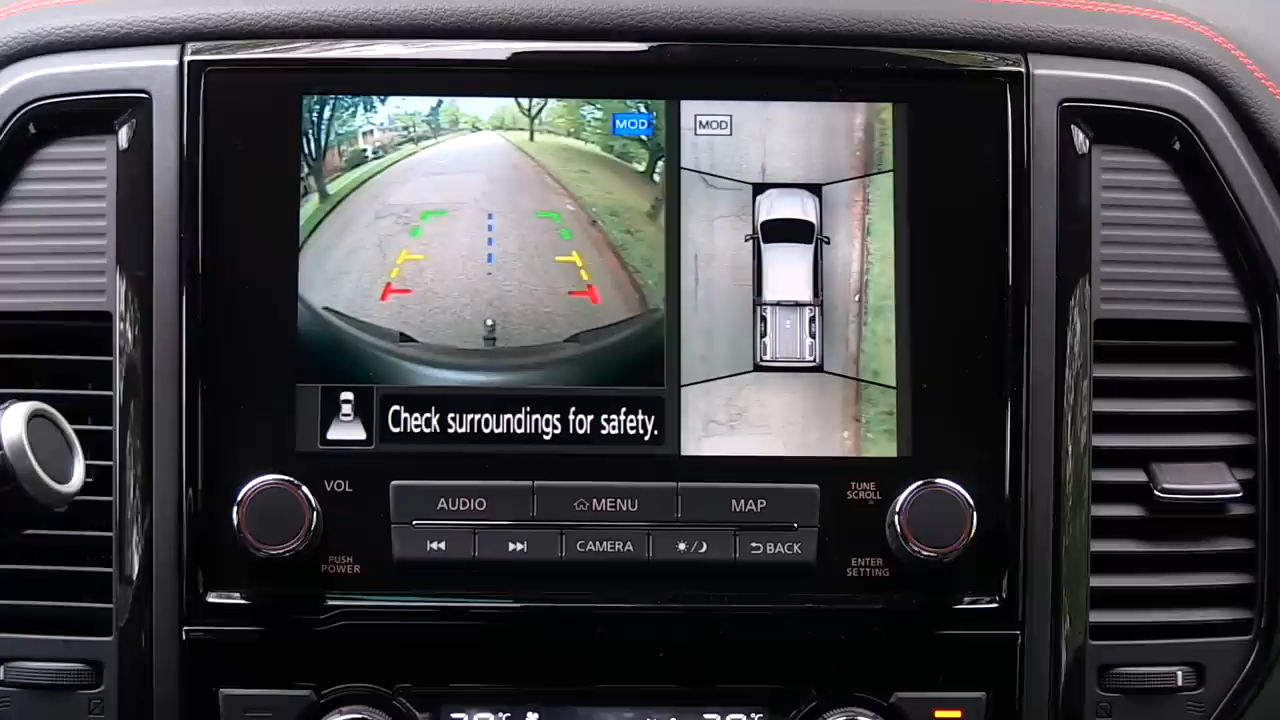 MOD
MOD
Check surroundings for safety.
VOL
PUSH
POWER
AUDIO
MENU
MAP
CAMERA
BACK
TUNE
SCROLL
ENTER
SETTING